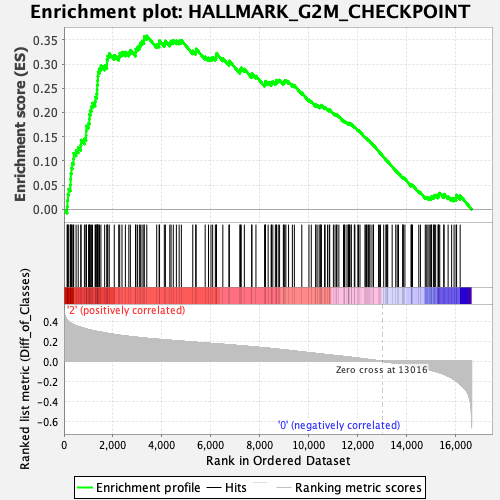 Enrichment plot: HALLMARK_G2M_CHECKPOINT
Enrichment score (ES)
0.35
0.30
0.25
0.20
0.15
0.10
0.05
0.00
Ranked list metric (Diff_of_Classes)
'2' (positively correlated)
0.4
0.2
0.0
-0.2
-0.4
-0.6
Zero cross at 13016
'0' (negatively correlated)
0 2,000 4,000 6,000 8,000 10,000 12,000 14,000 16,000
Rank in Ordered Dataset
Enrichment profile Hits Ranking metric scores